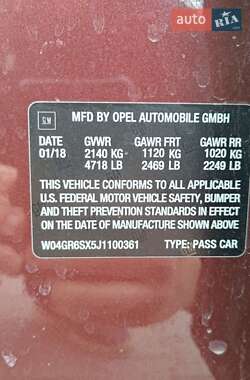 auto RIA
GM
MFD BY OPEL AUTOMOBILE GMBH
DATE GVWR GAWR FRT GAWR RR
01/18 2140 KG 1120 KG 1020 KG
4718 LB 2469 LB 2249 LB
THIS VEHICLE CONFORMS TO ALL APPLICABLE
U.S. FEDERAL MOTOR VEHICLE SAFETY, BUMPER
AND THEFT PREVENTION STANDARDS IN EFFECT
ON THE DATE OF MANUFACTURE SHOWN ABOVE
W04GR6SX5J1100361 TYPE: PASS CAR